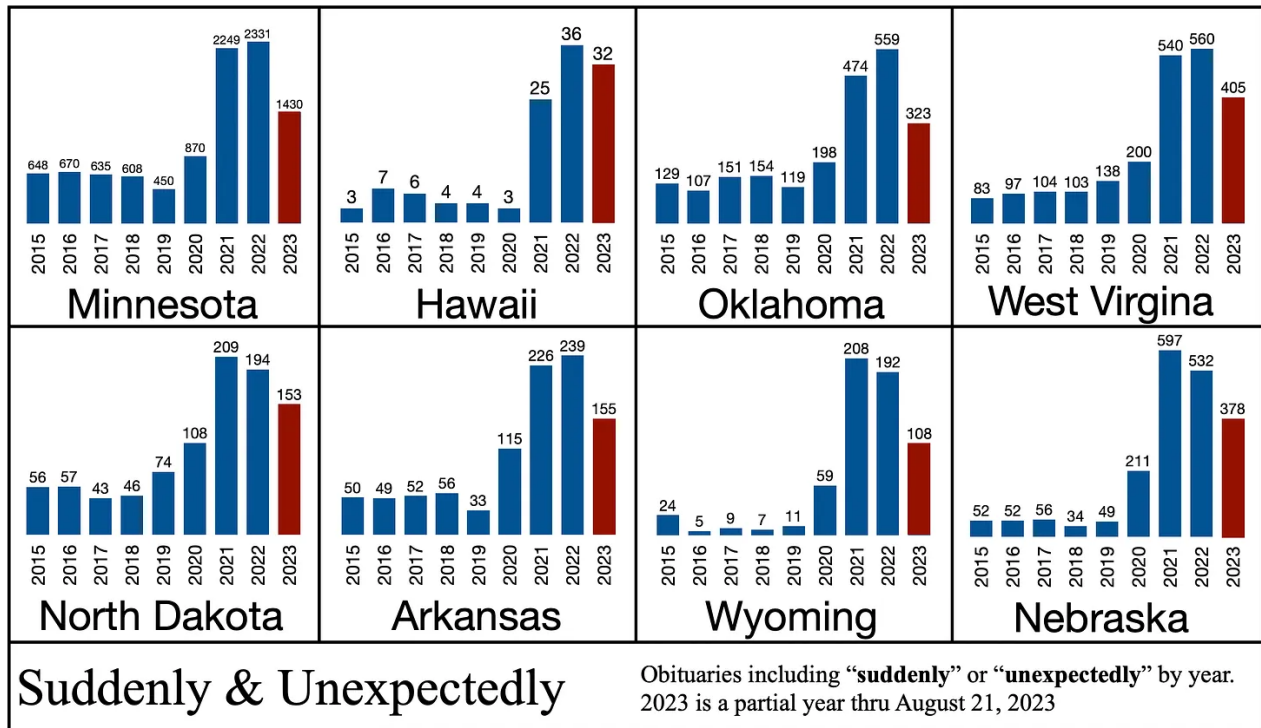 2249 2331
1430
870
648 670 635 608
450
2015 2016 2017 2018 2019 2020 2021 2022 2023
Minnesota
36
32
25
7
6
3 4 4 3
2015 2016 2017 2018 2019 2020 2021 2022 2023
Hawaii
559
474
323
198
129 107 151 154 119
2015 2016 2017 2018 2019 2020 2021 2022 2023
Oklahoma
540 560
405
200
83 97 104 103 138
2015 2016 2017 2018 2019 2020 2021 2022 2023
West Virgina
209 194
153
108
74
56 57 43 46
2015 2016 2017 2018 2019 2020 2021 2022 2023
North Dakota
226 239
155
115
50 49 52 56 33
2015 2016 2017 2018 2019 2020 2021 2022 2023
Arkansas
208 192
108
59
24 5 9 7 11
2015 2016 2017 2018 2019 2020 2021 2022 2023
Wyoming
597 532
378
211
52 52 56 34 49
2015 2016 2017 2018 2019 2020 2021 2022 2023
Nebraska
Suddenly & Unexpectedly
Obituaries including “suddenly” or “unexpectedly” by year.
2023 is a partial year thru August 21, 2023